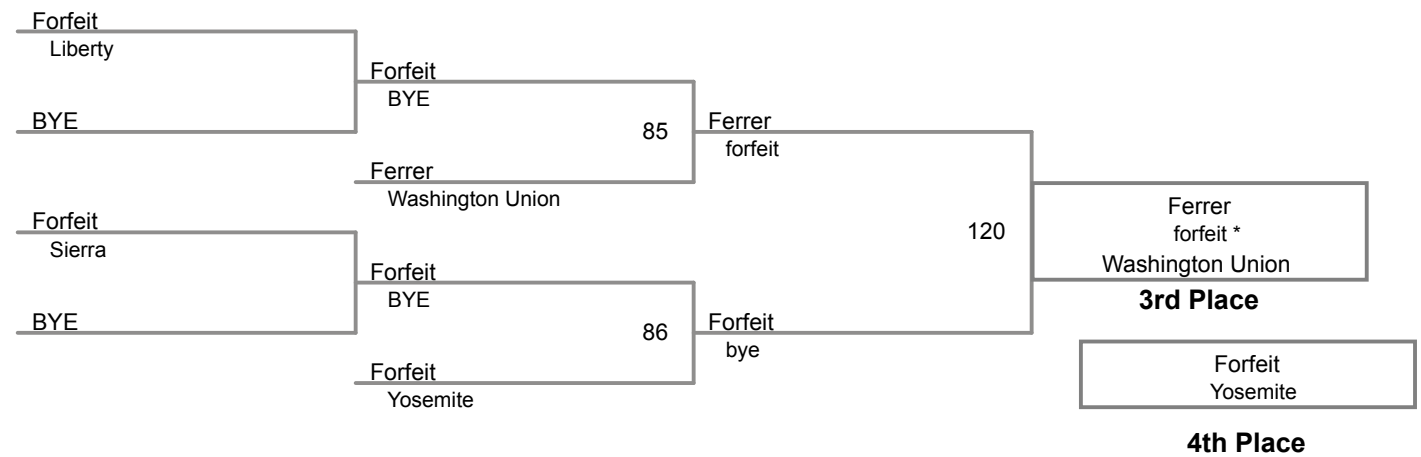 Forfeit
Liberty
BYE
Forfeit
BYE
85
Ferrer
Washington Union
Ferrer
forfeit
Forfeit
Sierra
BYE
Forfeit
BYE
86
Forfeit
Yosemite
Forfeit
bye
120
Ferrer
forfeit *
Washington Union
3rd Place
Forfeit
Yosemite
4th Place